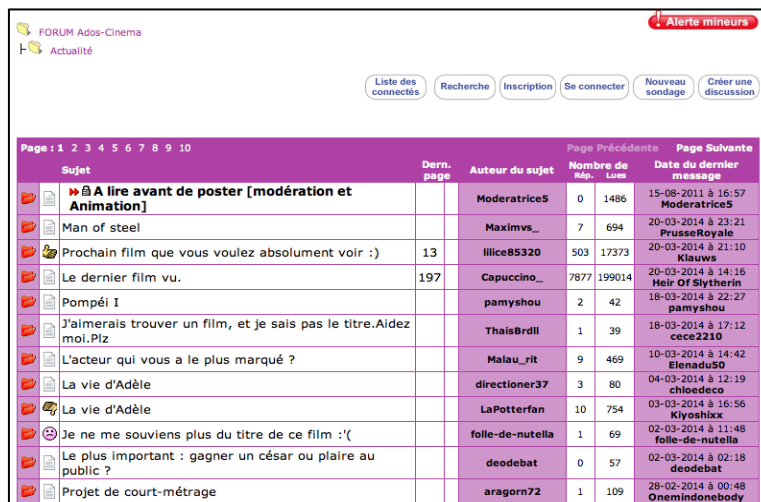 FORUM Ados-Cinema
Actualité
Alerte mineurs
Liste des connectés
Recherche
Inscription
Se connecter
Nouveau sondage
Créer une discussion
Page : 1 2 3 4 5 6 7 8 9 10 Page Précédente Page Suivante
Sujet Dern. page Auteur du sujet Nombre de Rép. Lues Date du dernier message
A lire avant de poster [modération et Animation] Moderatrice5 0 1486 15-08-2011 à 16:57 Moderatrice5
Man of steel Maximvs_ 7 694 20-03-2014 à 23:21 PrusseRoyale
Prochain film que vous voulez absolument voir :) 13 lilice85320 503 17373 20-03-2014 à 21:10 Klauws
Le dernier film vu. 197 Capuccino_ 7877 199014 20-03-2014 à 14:16 Heir Of Slytherin
Pompéi I pamyshou 2 42 18-03-2014 à 22:27 pamyshou
J'aimerais trouver un film, et je sais pas le titre.Aidez moi.Plz ThaisBrdll 1 39 18-03-2014 à 17:12 cece2210
L'acteur qui vous a le plus marqué ? Malau_rit 9 469 10-03-2014 à 14:42 Elenadu50
La vie d'Adèle directioner37 3 80 04-03-2014 à 12:19 chloedeco
La vie d'Adèle LaPotterfan 10 754 03-03-2014 à 16:56 Kiyoshixx
Je ne me souviens plus du titre de ce film :'( folle-de-nutella 1 69 02-03-2014 à 11:48 folle-de-nutella
Le plus important : gagner un césar ou plaire au public ? deodebat 0 57 02-03-2014 à 02:18 deodebat
Projet de court-métrage aragorn72 1 109 28-02-2014 à 00:48 Onemindonebody